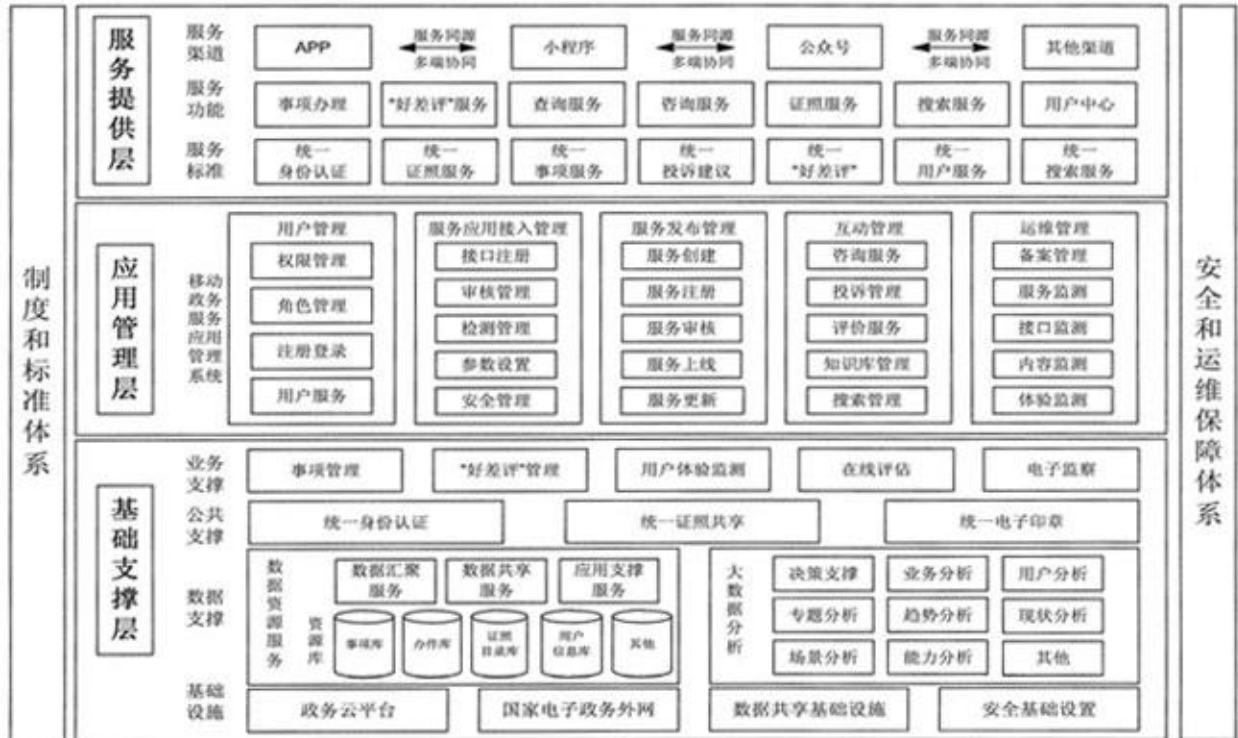 制度和标准体系
服务提供层
服务
渠道
APP
服务同源
多端协同
小程序
服务同源
多端协同
公众号
服务同源
多端协同
其他渠道
服务
功能
事项办理
“好差评”服务
查询服务
咨询服务
证照服务
搜索服务
用户中心
服务
标准
统一
身份认证
统一
证照服务
统一
事项服务
统一
投诉建议
统一
“好差评”
统一
用户服务
统一
搜索服务
应用管理层
移动
政务
服务
应用
管理
系统
用户管理
权限管理
角色管理
注册登录
用户服务
服务应用接入管理
接口注册
审核管理
检测管理
参数设置
安全管理
服务发布管理
服务创建
服务注册
服务审核
服务上线
服务更新
互动管理
咨询服务
投诉管理
评价服务
知识库管理
搜索管理
运维管理
备案管理
服务监测
接口监测
内容监测
体验监测
基础支撑层
业务
支撑
事项管理
“好差评”管理
用户体验监测
在线评估
电子监察
公共
支撑
统一身份认证
统一证照共享
统一电子印章
数据
支撑
数据资源服务
数据汇聚
服务
数据共享
服务
应用支撑
服务
资源库
事项库
办件库
证照
目录库
用户
信息库
其他
大数据分析
决策支撑
业务分析
用户分析
专题分析
趋势分析
现状分析
场景分析
能力分析
其他
基础
设施
政务云平台
国家电子政务外网
数据共享基础设施
安全基础设置
安全和运维保障体系